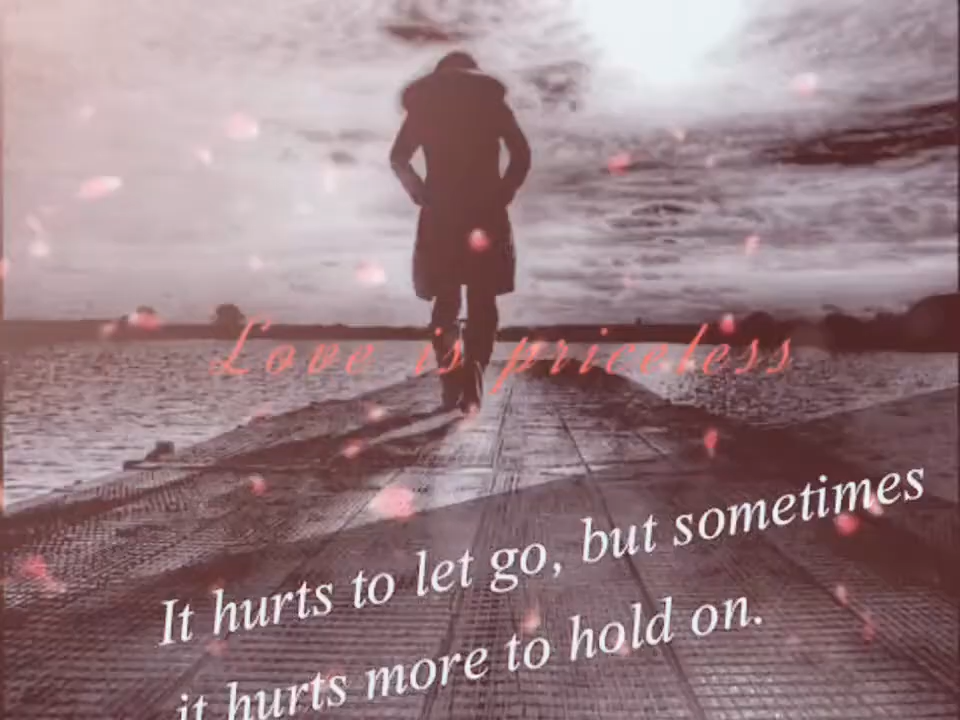 Love is priceless
It hurts to let go, but sometimes
it hurts more to hold on.